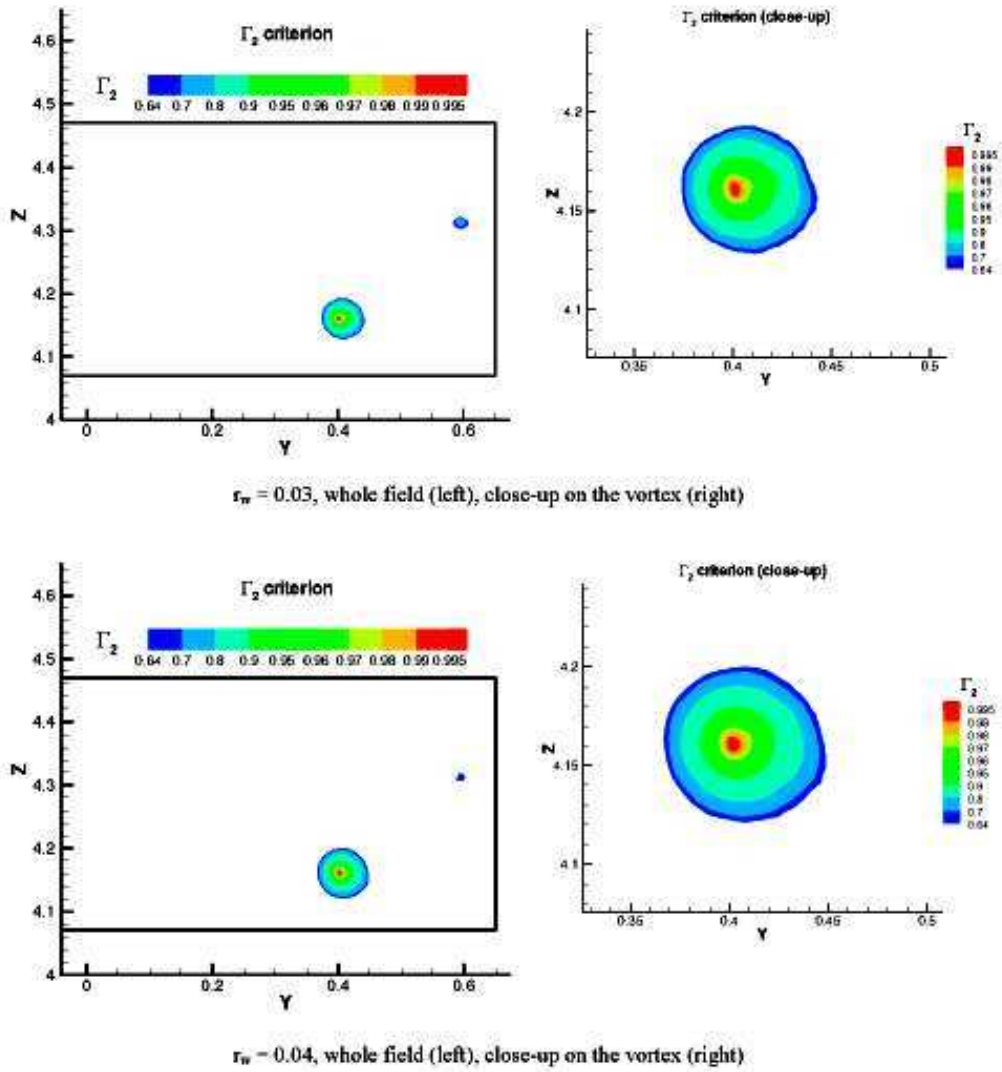 Γ₂ criterion
Γ₂
0.64 0.7 0.8 0.9 0.95 0.96 0.97 0.98 0.99 0.995
4.6
4.5
4.4
4.3
4.2
4.1
4
Z
0 0.2 0.4 0.6
Y
Γ₂ criterion (close-up)
4.2
4.15
4.1
Z
0.35 0.4 0.45 0.5
Y
Γ₂
0.995
0.99
0.98
0.97
0.96
0.95
0.9
0.8
0.7
0.64
r_w = 0.03, whole field (left), close-up on the vortex (right)
Γ₂ criterion
Γ₂
0.64 0.7 0.8 0.9 0.95 0.96 0.97 0.98 0.99 0.995
4.6
4.5
4.4
4.3
4.2
4.1
4
Z
0 0.2 0.4 0.6
Y
Γ₂ criterion (close-up)
4.2
4.15
4.1
Z
0.35 0.4 0.45 0.5
Y
Γ₂
0.995
0.99
0.98
0.97
0.96
0.95
0.9
0.8
0.7
0.64
r_w = 0.04, whole field (left), close-up on the vortex (right)